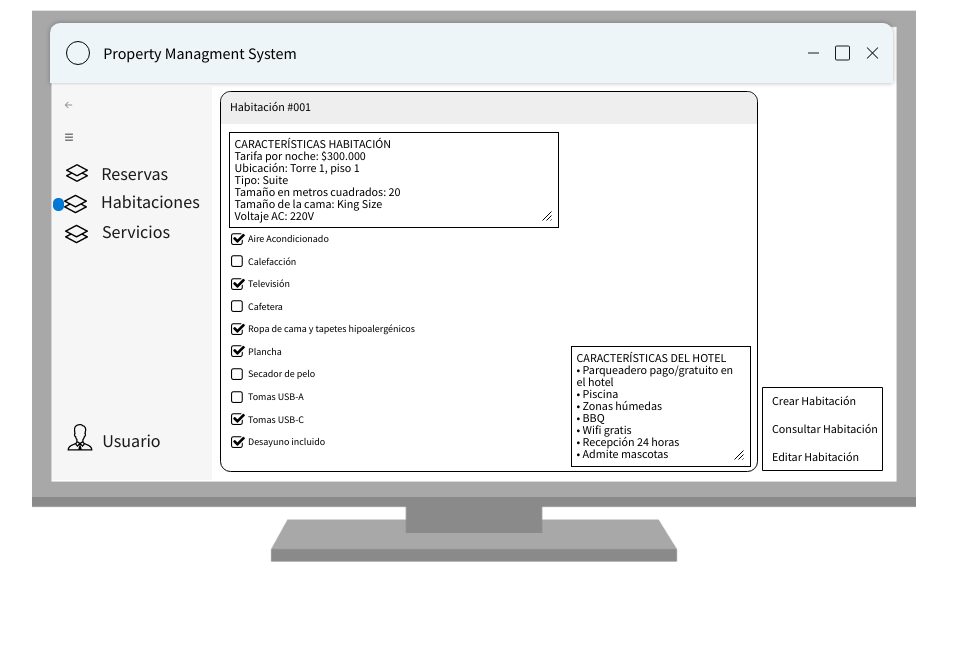 Property Managment System
Reservas
Habitaciones
Servicios
Usuario
Habitación #001
CARACTERÍSTICAS HABITACIÓN
Tarifa por noche: $300.000
Ubicación: Torre 1, piso 1
Tipo: Suite
Tamaño en metros cuadrados: 20
Tamaño de la cama: King Size
Voltaje AC: 220V
Aire Acondicionado
Calefacción
Televisión
Cafetera
Ropa de cama y tapetes hipoalergénicos
Plancha
Secador de pelo
Tomas USB-A
Tomas USB-C
Desayuno incluido
CARACTERÍSTICAS DEL HOTEL
• Parqueadero pago/gratuito en
el hotel
• Piscina
• Zonas húmedas
• BBQ
• Wifi gratis
• Recepción 24 horas
• Admite mascotas
Crear Habitación
Consultar Habitación
Editar Habitación